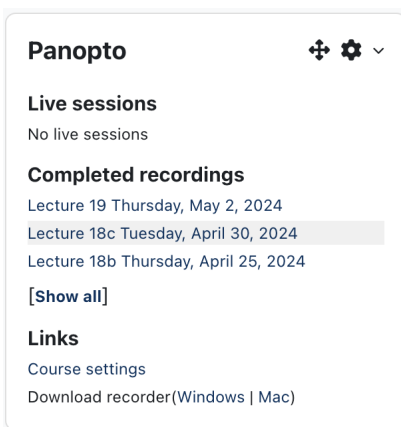 Panopto
Live sessions
No live sessions
Completed recordings
Lecture 19 Thursday, May 2, 2024
Lecture 18c Tuesday, April 30, 2024
Lecture 18b Thursday, April 25, 2024
[Show all]
Links
Course settings
Download recorder(Windows | Mac)